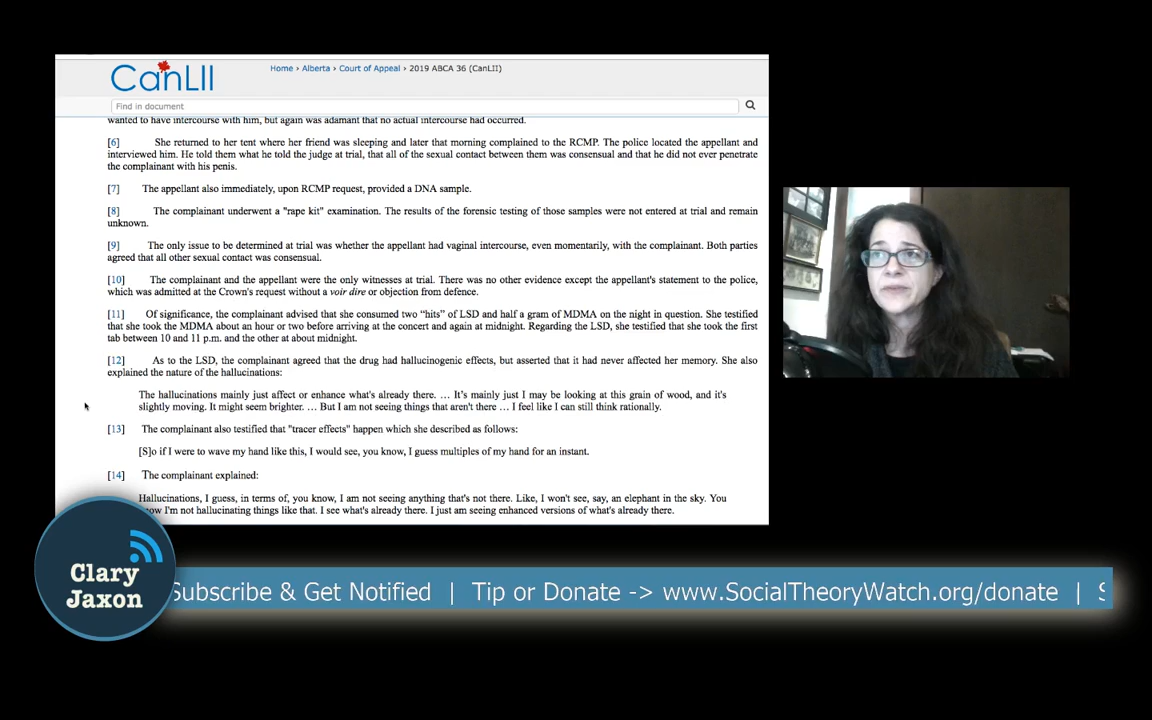 CanLII
Home › Alberta › Court of Appeal › 2019 ABCA 36 (CanLII)
Find in document
wanted to have intercourse with him, but again was adamant that no actual intercourse had occurred.
[6] She returned to her tent where her friend was sleeping and later that morning complained to the RCMP. The police located the appellant and
interviewed him. He told them what he told the judge at trial, that all of the sexual contact between them was consensual and that he did not ever penetrate
the complainant with his penis.
[7] The appellant also immediately, upon RCMP request, provided a DNA sample.
[8] The complainant underwent a "rape kit" examination. The results of the forensic testing of those samples were not entered at trial and remain
unknown.
[9] The only issue to be determined at trial was whether the appellant had vaginal intercourse, even momentarily, with the complainant. Both parties
agreed that all other sexual contact was consensual.
[10] The complainant and the appellant were the only witnesses at trial. There was no other evidence except the appellant's statement to the police,
which was admitted at the Crown's request without a voir dire or objection from defence.
[11] Of significance, the complainant advised that she consumed two “hits” of LSD and half a gram of MDMA on the night in question. She testified
that she took the MDMA about an hour or two before arriving at the concert and again at midnight. Regarding the LSD, she testified that she took the first
tab between 10 and 11 p.m. and the other at about midnight.
[12] As to the LSD, the complainant agreed that the drug had hallucinogenic effects, but asserted that it had never affected her memory. She also
explained the nature of the hallucinations:
The hallucinations mainly just affect or enhance what's already there. … It's mainly just I may be looking at this grain of wood, and it's
slightly moving. It might seem brighter. … But I am not seeing things that aren't there … I feel like I can still think rationally.
[13] The complainant also testified that "tracer effects" happen which she described as follows:
[S]o if I were to wave my hand like this, I would see, you know, I guess multiples of my hand for an instant.
[14] The complainant explained:
Hallucinations, I guess, in terms of, you know, I am not seeing anything that's not there. Like, I won't see, say, an elephant in the sky. You
know I'm not hallucinating things like that. I see what's already there. I just am seeing enhanced versions of what's already there.
Clary
Jaxon
Subscribe & Get Notified | Tip or Donate -> www.SocialTheoryWatch.org/donate | S